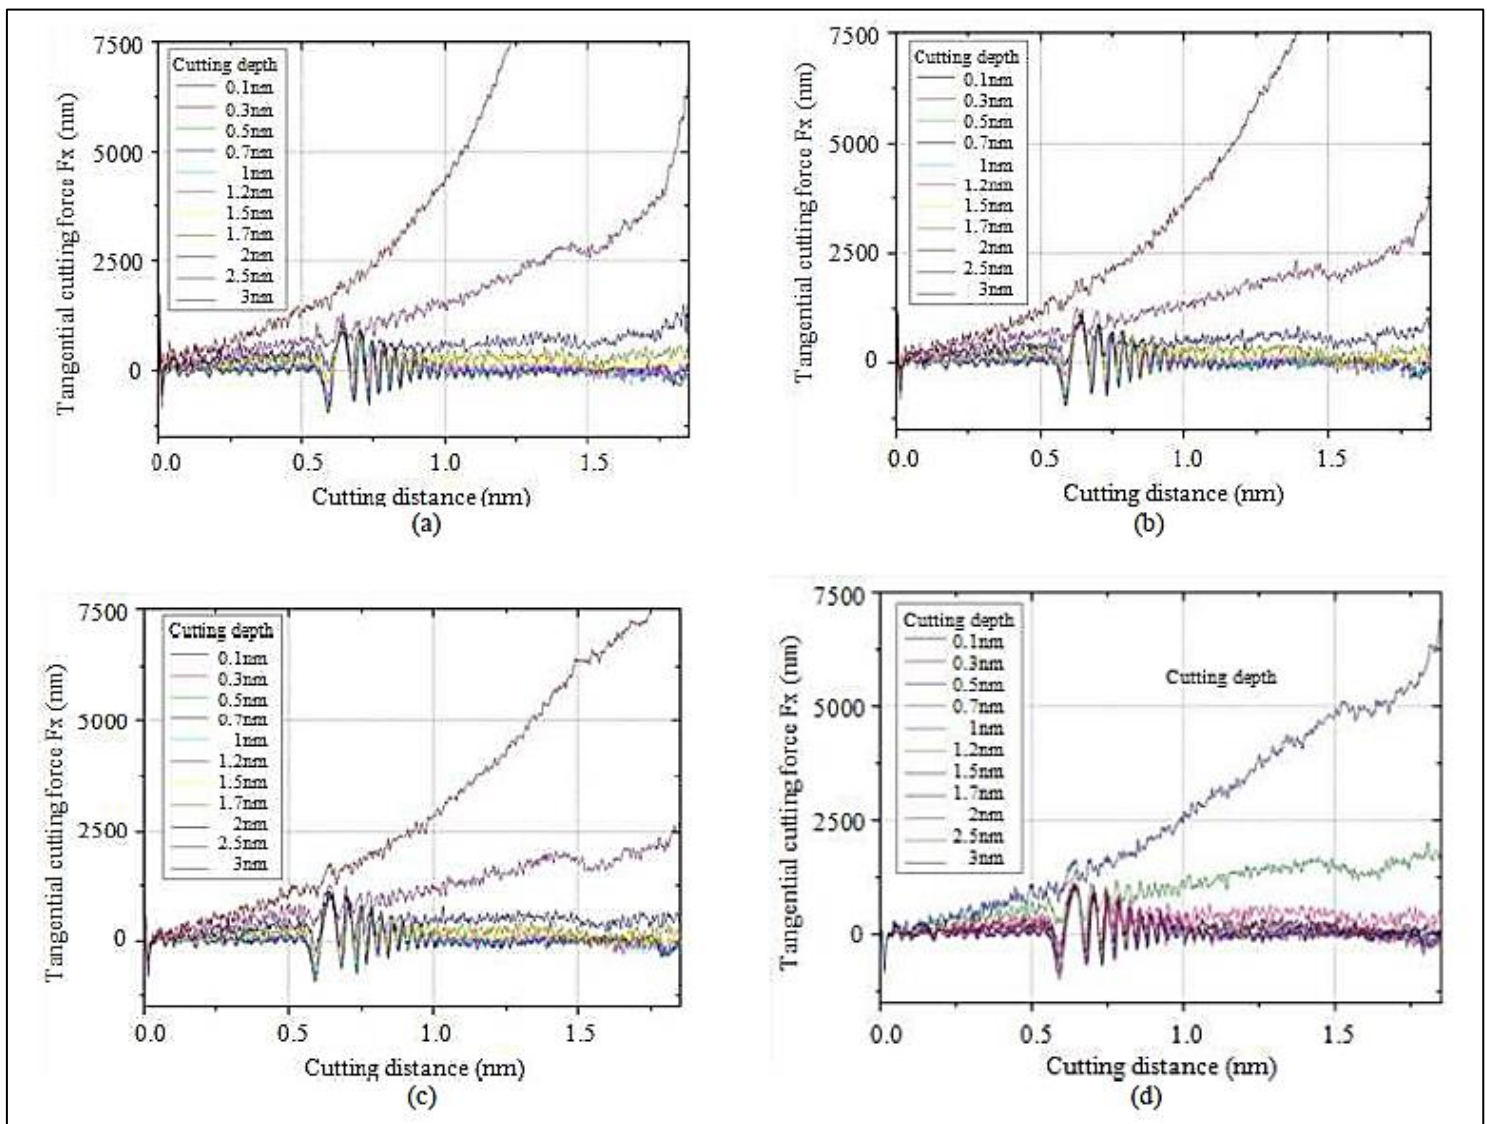 7500
5000
2500
0
Tangential cutting force Fx (nm)
Cutting depth
0.1nm
0.3nm
0.5nm
0.7nm
1nm
1.2nm
1.5nm
1.7nm
2nm
2.5nm
3nm
0.0 0.5 1.0 1.5
Cutting distance (nm)
(a)
7500
5000
2500
0
Tangential cutting force Fx (nm)
Cutting depth
0.1nm
0.3nm
0.5nm
0.7nm
1nm
1.2nm
1.5nm
1.7nm
2nm
2.5nm
3nm
0.0 0.5 1.0 1.5
Cutting distance (nm)
(b)
7500
5000
2500
0
Tangential cutting force Fx (nm)
Cutting depth
0.1nm
0.3nm
0.5nm
0.7nm
1nm
1.2nm
1.5nm
1.7nm
2nm
2.5nm
3nm
0.0 0.5 1.0 1.5
Cutting distance (nm)
(c)
7500
5000
2500
0
Tangential cutting force Fx (nm)
Cutting depth
0.1nm
0.3nm
0.5nm
0.7nm
1nm
1.2nm
1.5nm
1.7nm
2nm
2.5nm
3nm
Cutting depth
0.0 0.5 1.0 1.5
Cutting distance (nm)
(d)